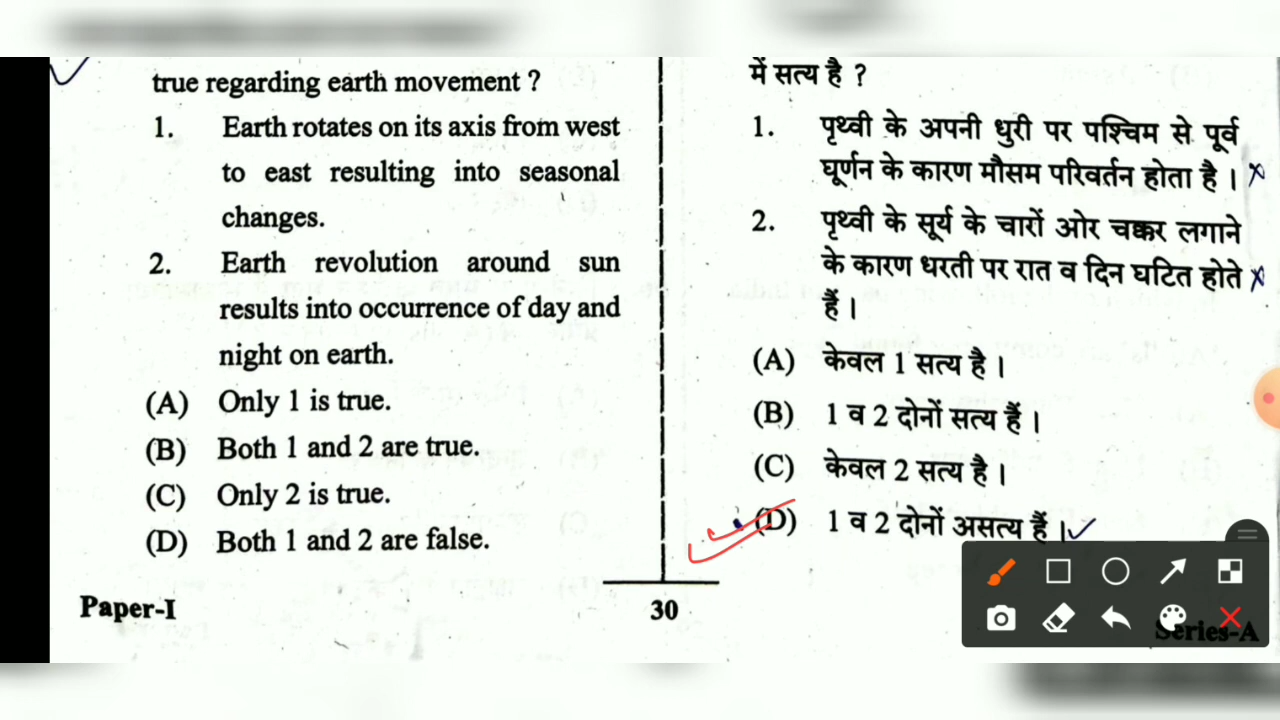 true regarding earth movement ?
1. Earth rotates on its axis from west
to east resulting into seasonal
changes.
2. Earth revolution around sun
results into occurrence of day and
night on earth.
(A) Only 1 is true.
(B) Both 1 and 2 are true.
(C) Only 2 is true.
(D) Both 1 and 2 are false.
Paper-I
30
में सत्य है ?
1. पृथ्वी के अपनी धुरी पर पश्चिम से पूर्व
घूर्णन के कारण मौसम परिवर्तन होता है ।
2. पृथ्वी के सूर्य के चारों ओर चक्कर लगाने
के कारण धरती पर रात व दिन घटित होते
हैं ।
(A) केवल 1 सत्य है ।
(B) 1 व 2 दोनों सत्य हैं ।
(C) केवल 2 सत्य है ।
(D) 1 व 2 दोनों असत्य हैं ।
Series-A